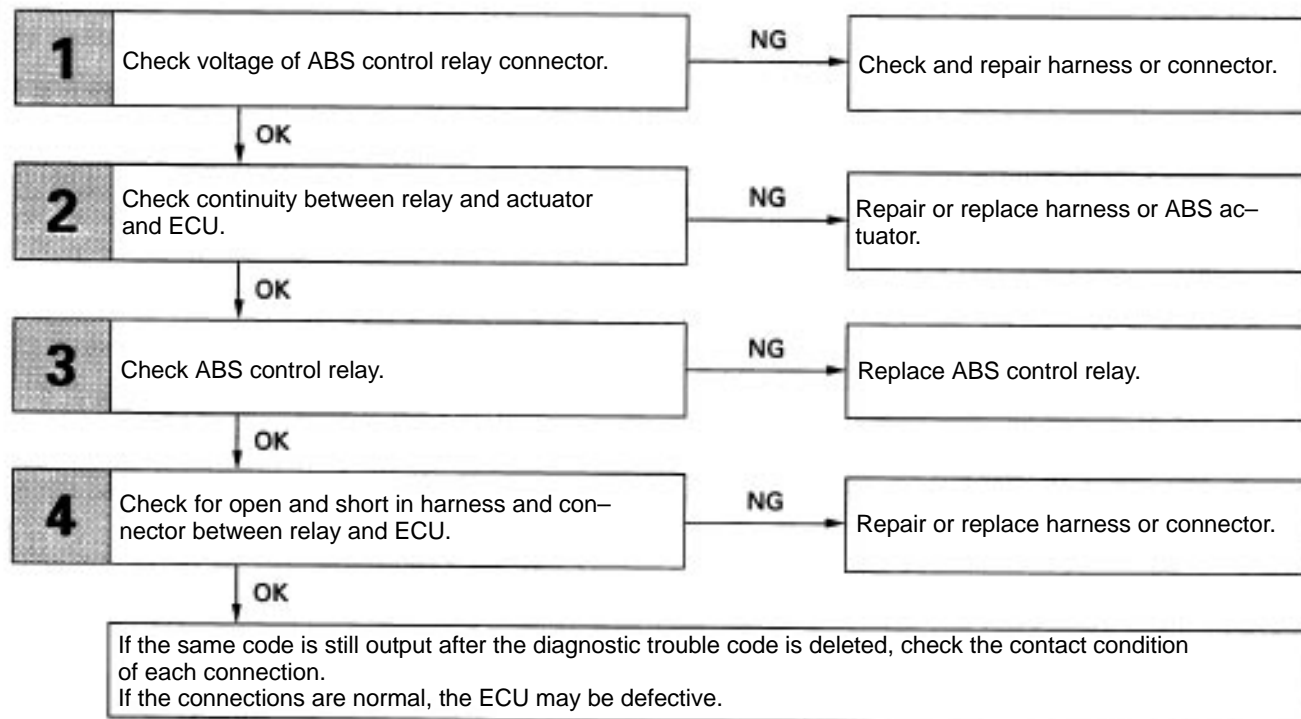 1
Check voltage of ABS control relay connector.
NG
Check and repair harness or connector.
OK
2
Check continuity between relay and actuator
and ECU.
NG
Repair or replace harness or ABS ac–
tuator.
OK
3
Check ABS control relay.
NG
Replace ABS control relay.
OK
4
Check for open and short in harness and con–
nector between relay and ECU.
NG
Repair or replace harness or connector.
OK
If the same code is still output after the diagnostic trouble code is deleted, check the contact condition
of each connection.
If the connections are normal, the ECU may be defective.